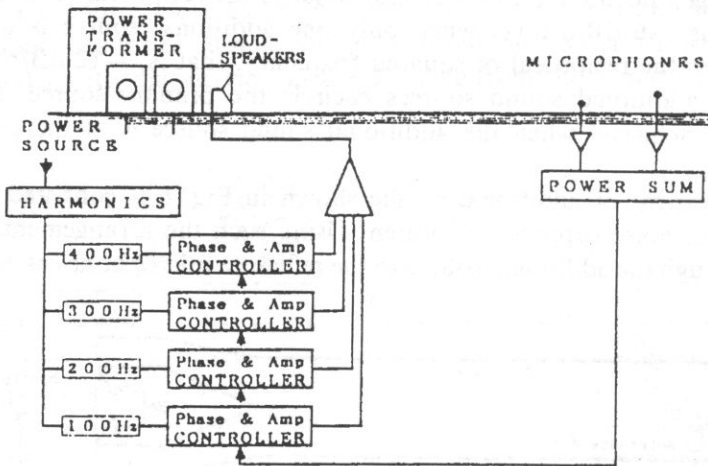 POWER
TRANS-
FORMER
LOUD-
SPEAKERS
MICROPHONES
POWER
SOURCE
HARMONICS
POWER SUM
400Hz
Phase & Amp
CONTROLLER
300Hz
Phase & Amp
CONTROLLER
200Hz
Phase & Amp
CONTROLLER
100Hz
Phase & Amp
CONTROLLER